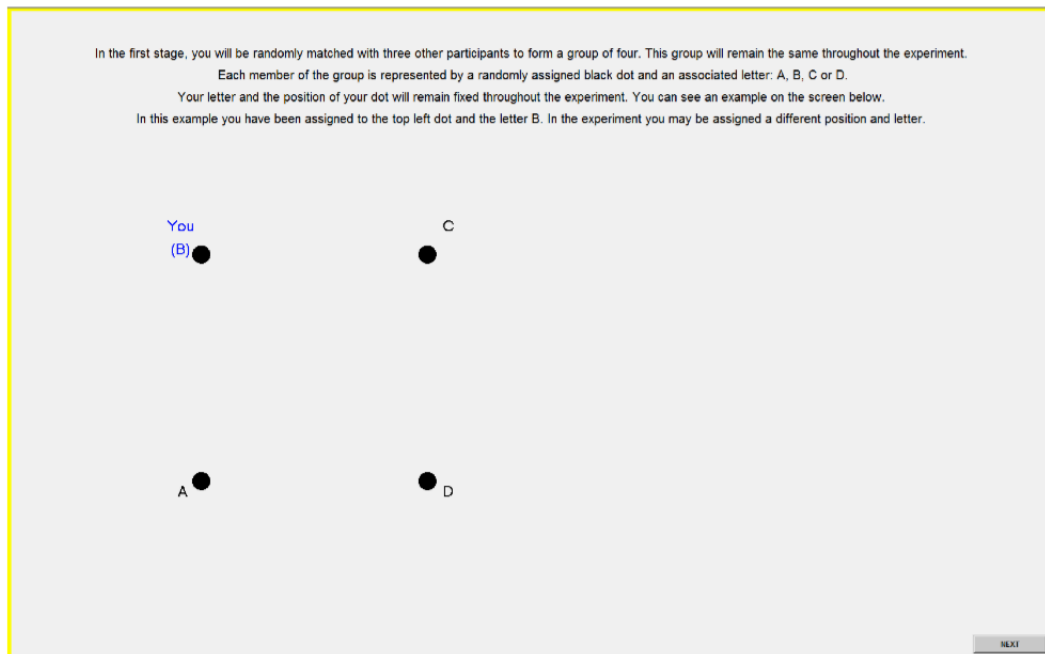 In the first stage, you will be randomly matched with three other participants to form a group of four. This group will remain the same throughout the experiment.
Each member of the group is represented by a randomly assigned black dot and an associated letter: A, B, C or D.
Your letter and the position of your dot will remain fixed throughout the experiment. You can see an example on the screen below.
In this example you have been assigned to the top left dot and the letter B. In the experiment you may be assigned a different position and letter.
You
(B)
C
A
D
NEXT